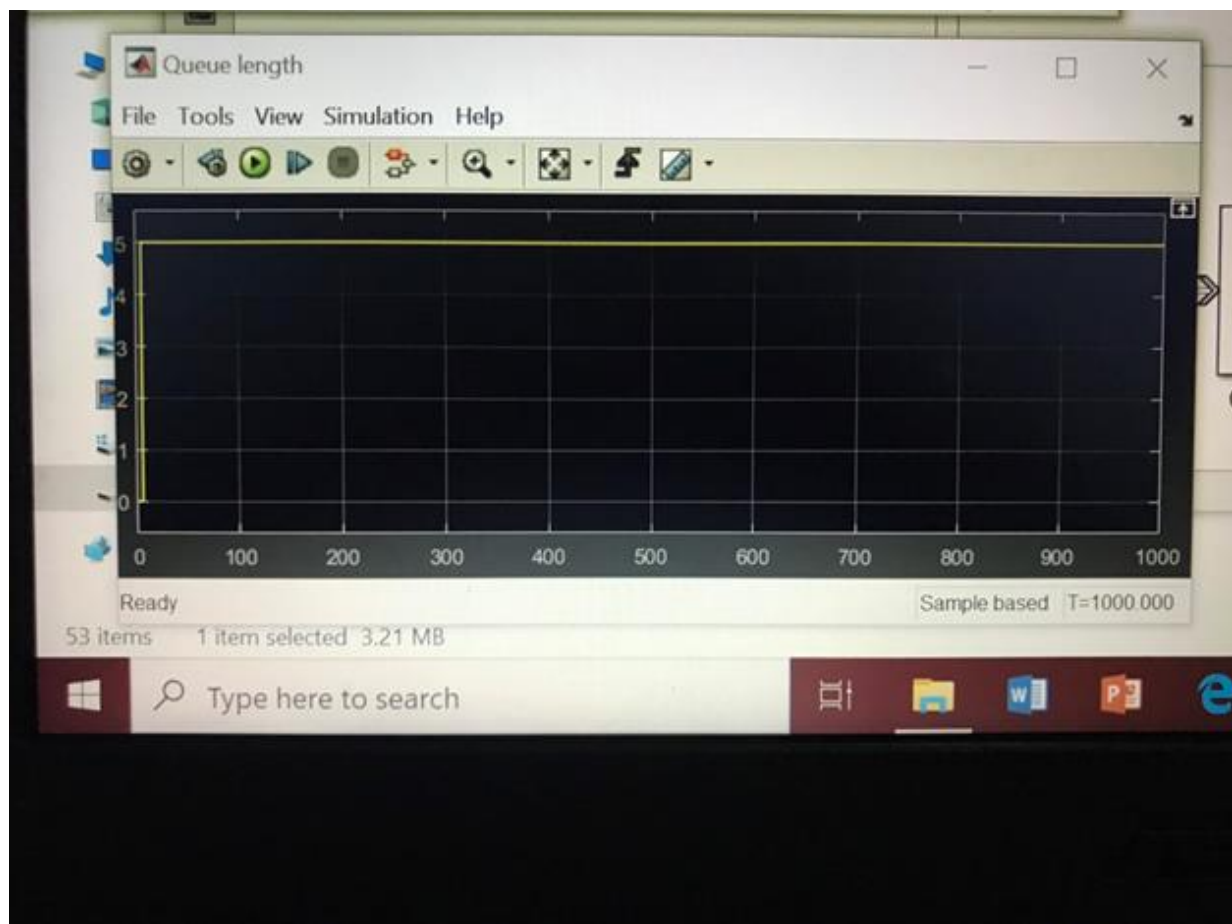 Queue length
File Tools View Simulation Help
5
4
3
2
1
0
0 100 200 300 400 500 600 700 800 900 1000
Ready Sample based T=1000.000
53 items 1 item selected 3.21 MB
Type here to search